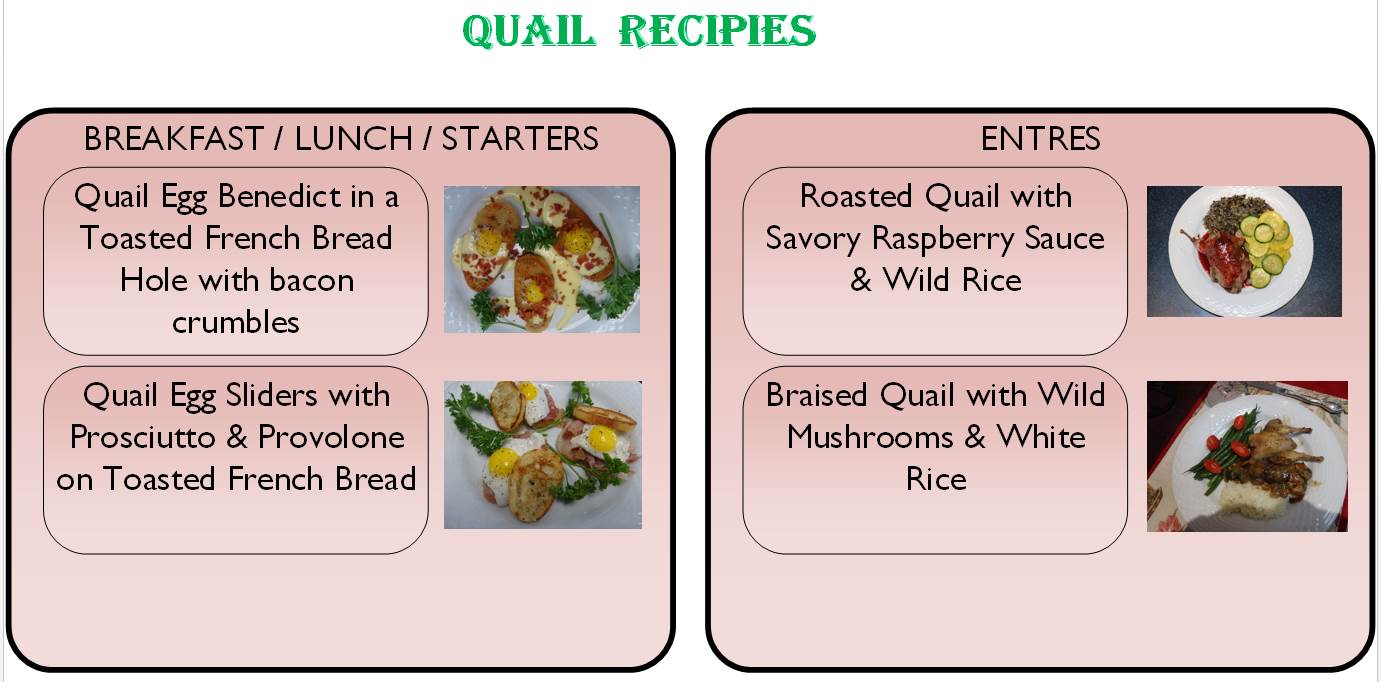 QUAIL RECIPIES
BREAKFAST / LUNCH / STARTERS
Quail Egg Benedict in a
Toasted French Bread
Hole with bacon
crumbles
Quail Egg Sliders with
Prosciutto & Provolone
on Toasted French Bread
ENTRES
Roasted Quail with
Savory Raspberry Sauce
& Wild Rice
Braised Quail with Wild
Mushrooms & White
Rice